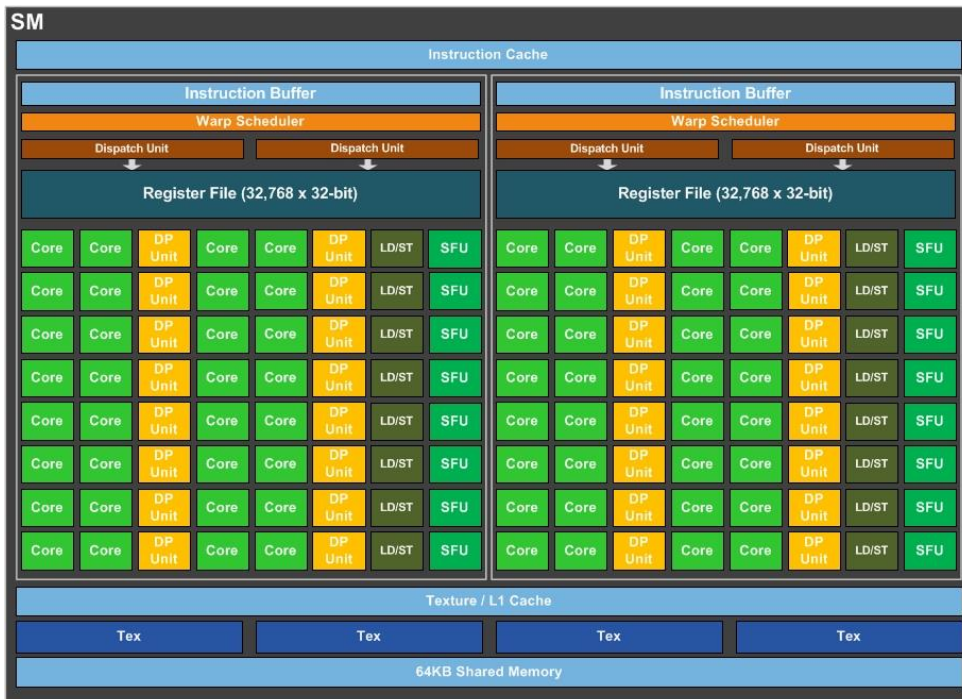 SM
Instruction Cache
Instruction Buffer Instruction Buffer
Warp Scheduler Warp Scheduler
Dispatch Unit Dispatch Unit Dispatch Unit Dispatch Unit
Register File (32,768 x 32-bit) Register File (32,768 x 32-bit)
Core Core DP Unit Core Core DP Unit LD/ST SFU Core Core DP Unit Core Core DP Unit LD/ST SFU
Core Core DP Unit Core Core DP Unit LD/ST SFU Core Core DP Unit Core Core DP Unit LD/ST SFU
Core Core DP Unit Core Core DP Unit LD/ST SFU Core Core DP Unit Core Core DP Unit LD/ST SFU
Core Core DP Unit Core Core DP Unit LD/ST SFU Core Core DP Unit Core Core DP Unit LD/ST SFU
Core Core DP Unit Core Core DP Unit LD/ST SFU Core Core DP Unit Core Core DP Unit LD/ST SFU
Core Core DP Unit Core Core DP Unit LD/ST SFU Core Core DP Unit Core Core DP Unit LD/ST SFU
Core Core DP Unit Core Core DP Unit LD/ST SFU Core Core DP Unit Core Core DP Unit LD/ST SFU
Core Core DP Unit Core Core DP Unit LD/ST SFU Core Core DP Unit Core Core DP Unit LD/ST SFU
Texture / L1 Cache
Tex Tex Tex Tex
64KB Shared Memory